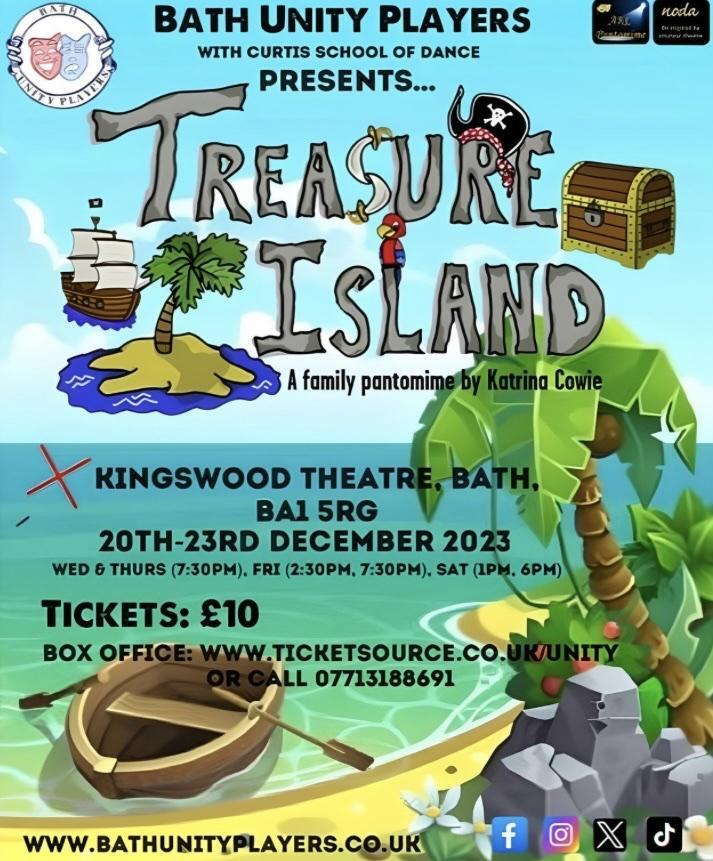 BATH UNITY PLAYERS
WITH CURTIS SCHOOL OF DANCE
PRESENTS...
BATH
UNITY PLAYERS
Pantomime
noda
TREASURE
ISLAND
A family pantomime by Katrina Cowie
KINGSWOOD THEATRE, BATH,
BA1 5RG
20TH-23RD DECEMBER 2023
WED & THURS (7:30PM), FRI (2:30PM, 7:30PM), SAT (1PM, 6PM)
TICKETS: £10
BOX OFFICE: WWW.TICKETSOURCE.CO.UK/UNITY
OR CALL 07713188691
WWW.BATHUNITYPLAYERS.CO.UK